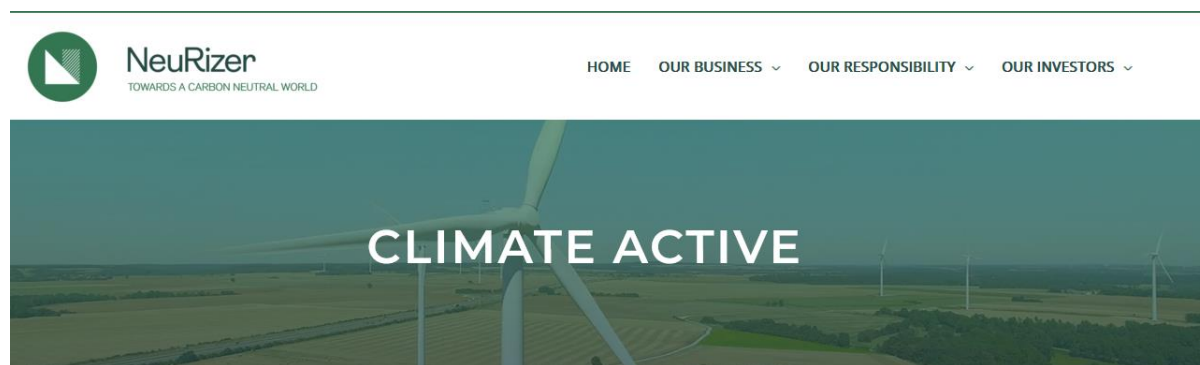 NeuRizer
TOWARDS A CARBON NEUTRAL WORLD
HOME OUR BUSINESS OUR RESPONSIBILITY OUR INVESTORS
CLIMATE ACTIVE